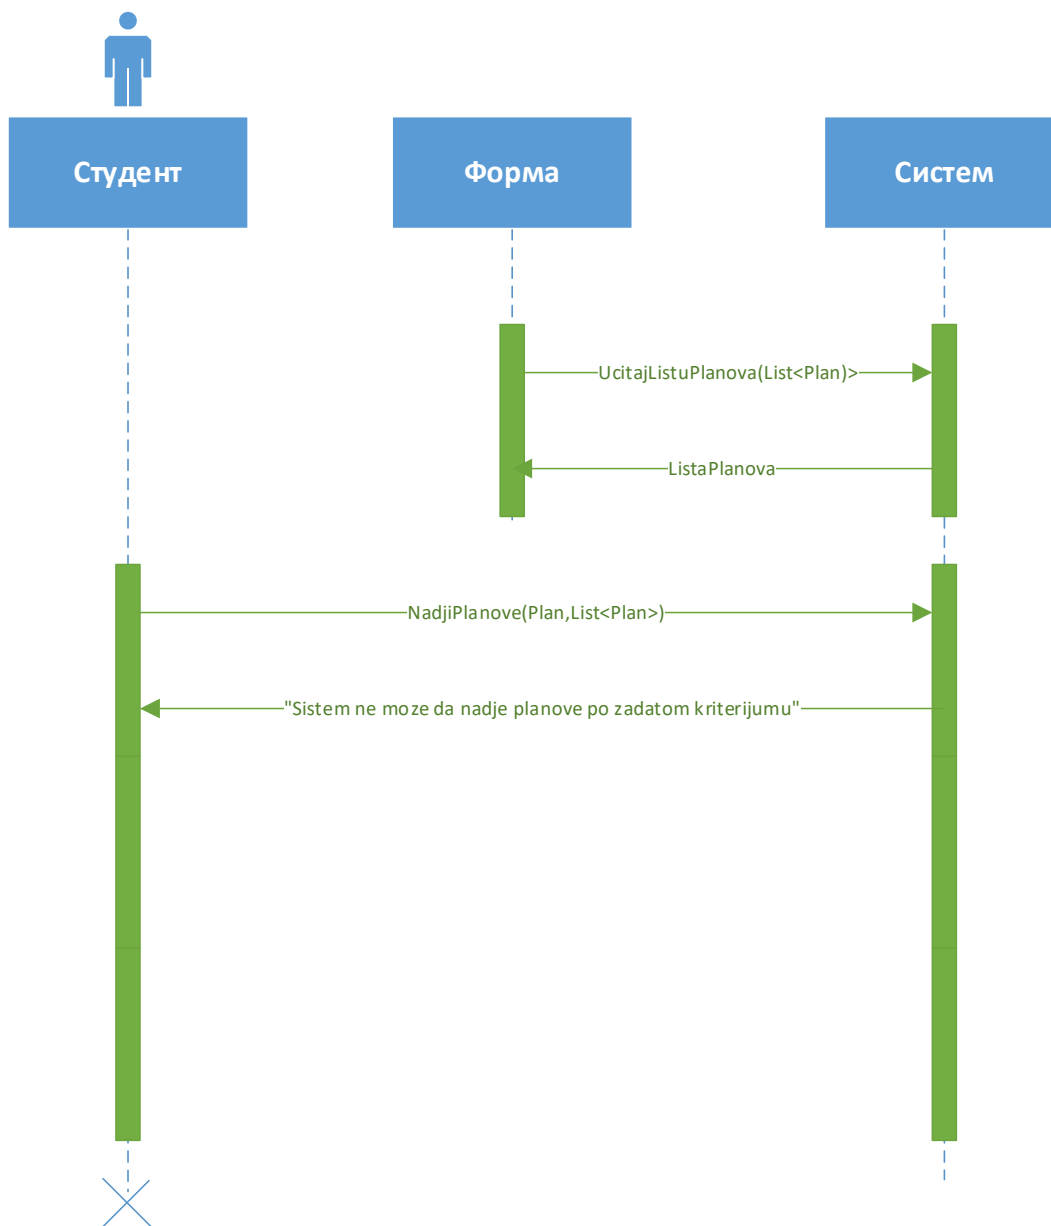 Студент
Форма
Систем
UcitajListuPlanova(List<Plan)>
ListaPlanova
NadjiPlanove(Plan,List<Plan>)
"Sistem ne moze da nadje planove po zadatom kriterijumu"